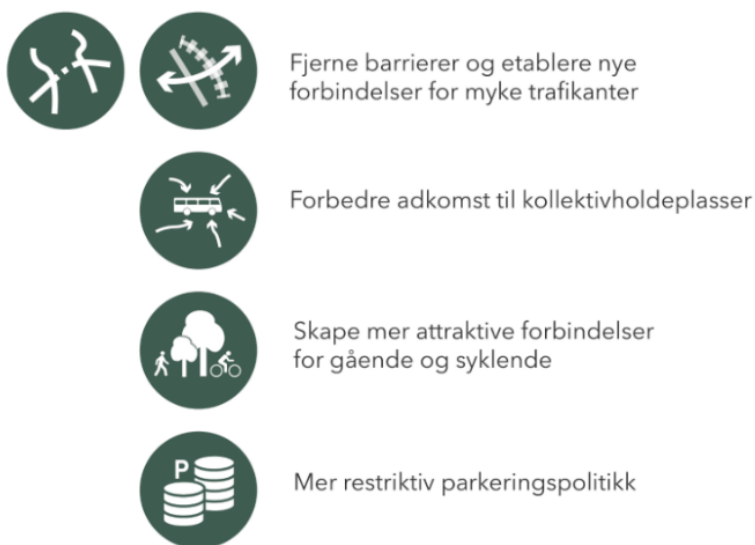 Fjerne barrierer og etablere nye
forbindelser for myke trafikanter
Forbedre adkomst til kollektivholdeplasser
Skape mer attraktive forbindelser
for gående og syklende
P
Mer restriktiv parkeringspolitikk